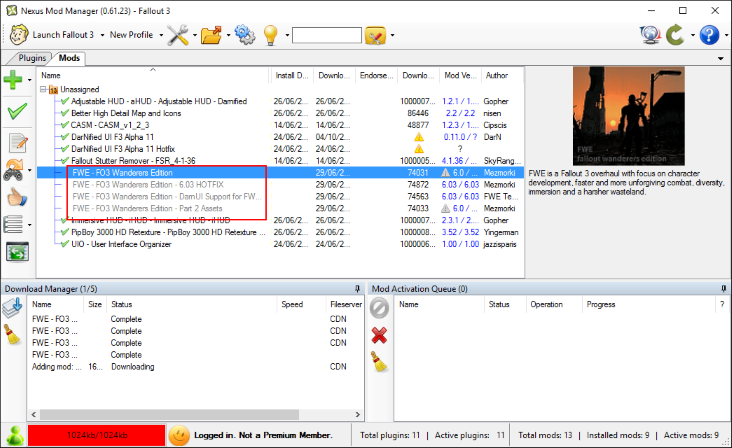 Nexus Mod Manager (0.61.23) - Fallout 3
Launch Fallout 3
New Profile
Plugins Mods
Name Install D... Downlo... Endorse... Downlo... Mod Ve... Author
Unassigned
Adjustable HUD - aHUD - Adjustable HUD - Darnified 26/06/2... 26/06/2... 1000007... 1.2.1 / 1... Gopher
Better High Detail Map and Icons 26/06/2... 26/06/2... 86446 2.2 / 2.2 nisen
CASM - CASM_v1_2_3 26/06/2... 26/06/2... 48877 1.2.3 / 1... Cipscis
DarNified UI F3 Alpha 11 24/06/2... 04/10/2... 0.11.0 / ? DarN
DarNified UI F3 Alpha 11 Hotfix 24/06/2... 24/06/2... ?
Fallout Stutter Remover - FSR_4-1-36 26/06/2... 26/06/2... 1000005... 4.1.36 / ... SkyRang...
FWE - FO3 Wanderers Edition 29/06/2... 74031 6.0 / ... Mezmorki
FWE - FO3 Wanderers Edition - 6.03 HOTFIX 29/06/2... 74872 6.03 / 6.03 Mezmorki
FWE - FO3 Wanderers Edition - DarnUI Support for FW... 29/06/2... 74563 6.03 / 6.03 FWE Te...
FWE - FO3 Wanderers Edition - Part 2 Assets 29/06/2... 74033 6.0 / ... Mezmorki
Immersive HUD - iHUD - Immersive HUD - iHUD 26/06/2... 26/06/2... 1000007... 2.3.1 / 2... Gopher
PipBoy 3000 HD Retexture - PipBoy 3000 HD Retexture - ... 26/06/2... 26/06/2... 1000008... 3.52 / 3.52 Yingerman
UIO - User Interface Organizer 24/06/2... 24/06/2... 1000006... 1.00 / 1.00 jazzisparis
FWE
fallout wanderers edition
FWE is a Fallout 3 overhaul with focus on character
development, faster and more unforgiving combat, diversity,
immersion and a harsher wasteland.
Download Manager (1/5)
Name Size Status Speed Fileserver
FWE - FO3 ... Complete CDN
FWE - FO3 ... Complete CDN
FWE - FO3 ... Complete CDN
FWE - FO3 ... Complete
Adding mod: ... 16... Downloading CDN
Mod Activation Queue (0)
Name Status Operation Progress ?
1024kb/1024kb
Logged in. Not a Premium Member.
Total plugins: 11 | Active plugins: 11
Total mods: 13 | Installed mods: 9 | Active mods: 9